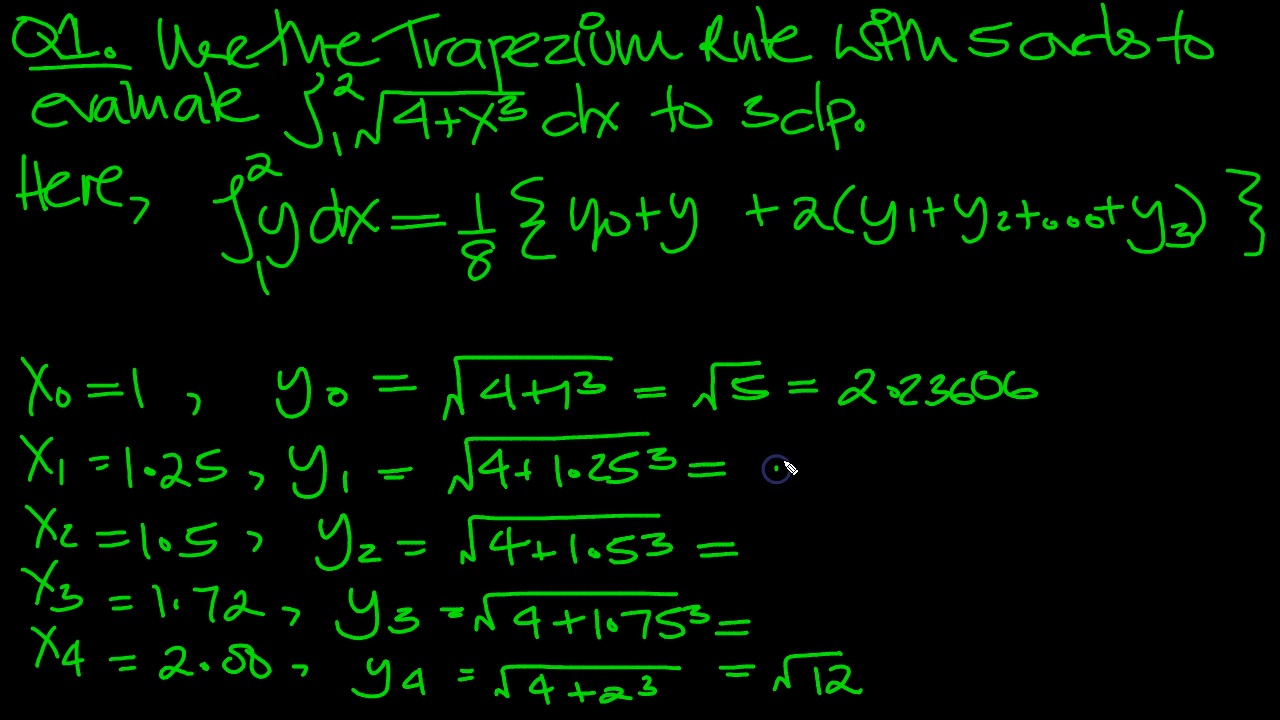 Q1. Use the Trapezium Rule with 5 ords to
evaluate ∫₁² √(4+x³) dx to 3dp.
Here, ∫₁² y dx = 1/8 { y₀ + y + 2(y₁ + y₂ + ... + y₃) }
x₀ = 1 , y₀ = √(4+1³) = √5 = 2.23606
x₁ = 1.25 , y₁ = √(4+1.25³) = .
x₂ = 1.5 , y₂ = √(4+1.5³) =
x₃ = 1.72 , y₃ = √(4+1.75³) =
x₄ = 2.00 , y₄ = √(4+2³) = √12